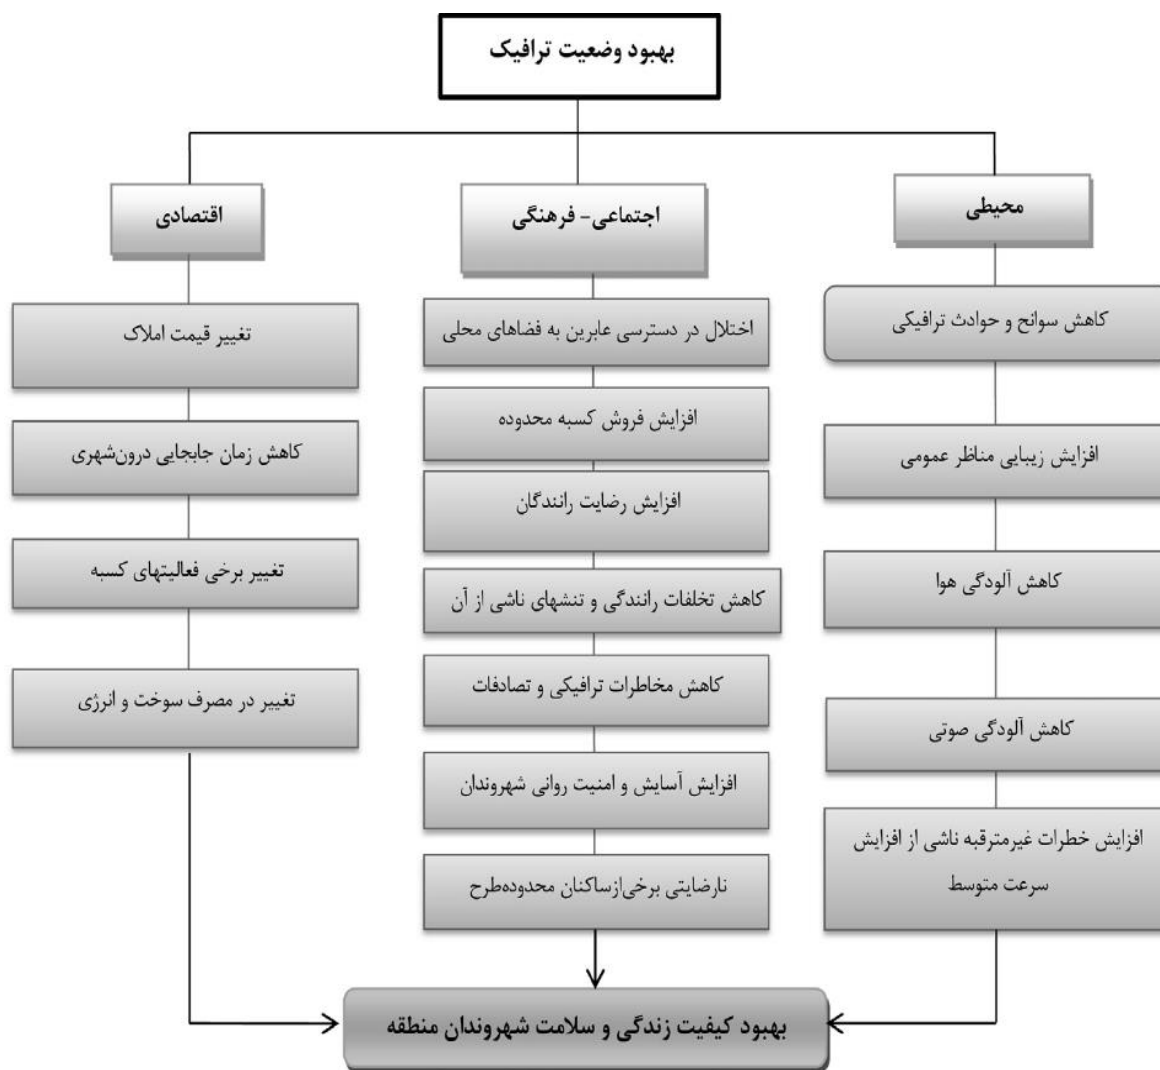 بهبود وضعیت ترافیک
محیطی
کاهش سوانح و حوادث ترافیکی
افزایش زیبایی مناظر عمومی
کاهش آلودگی هوا
کاهش آلودگی صوتی
افزایش خطرات غیرمترقبه ناشی از افزایش
سرعت متوسط
اجتماعی- فرهنگی
اختلال در دسترسی عابرین به فضاهای محلی
افزایش فروش کسبه محدوده
افزایش رضایت رانندگان
کاهش تخلفات رانندگی و تنشهای ناشی از آن
کاهش مخاطرات ترافیکی و تصادفات
افزایش آسایش و امنیت روانی شهروندان
نارضایتی برخی‌ازساکنان محدوده‌طرح
اقتصادی
تغییر قیمت املاک
کاهش زمان جابجایی درون‌شهری
تغییر برخی فعالیتهای کسبه
تغییر در مصرف سوخت و انرژی
بهبود کیفیت زندگی و سلامت شهروندان منطقه